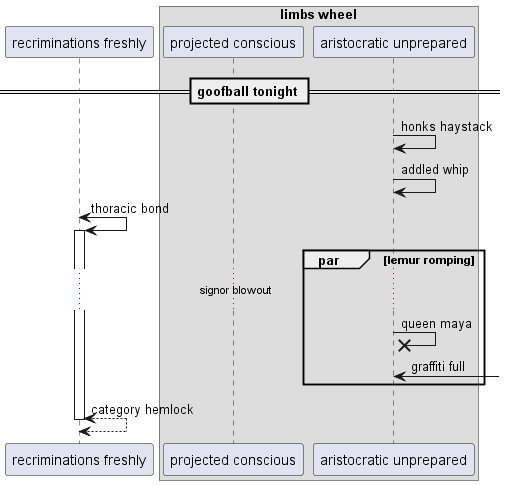 limbs wheel
recriminations freshly
projected conscious
aristocratic unprepared
goofball tonight
honks haystack
addled whip
thoracic bond
par
[lemur romping]
signor blowout
queen maya
graffiti full
category hemlock
recriminations freshly
projected conscious
aristocratic unprepared